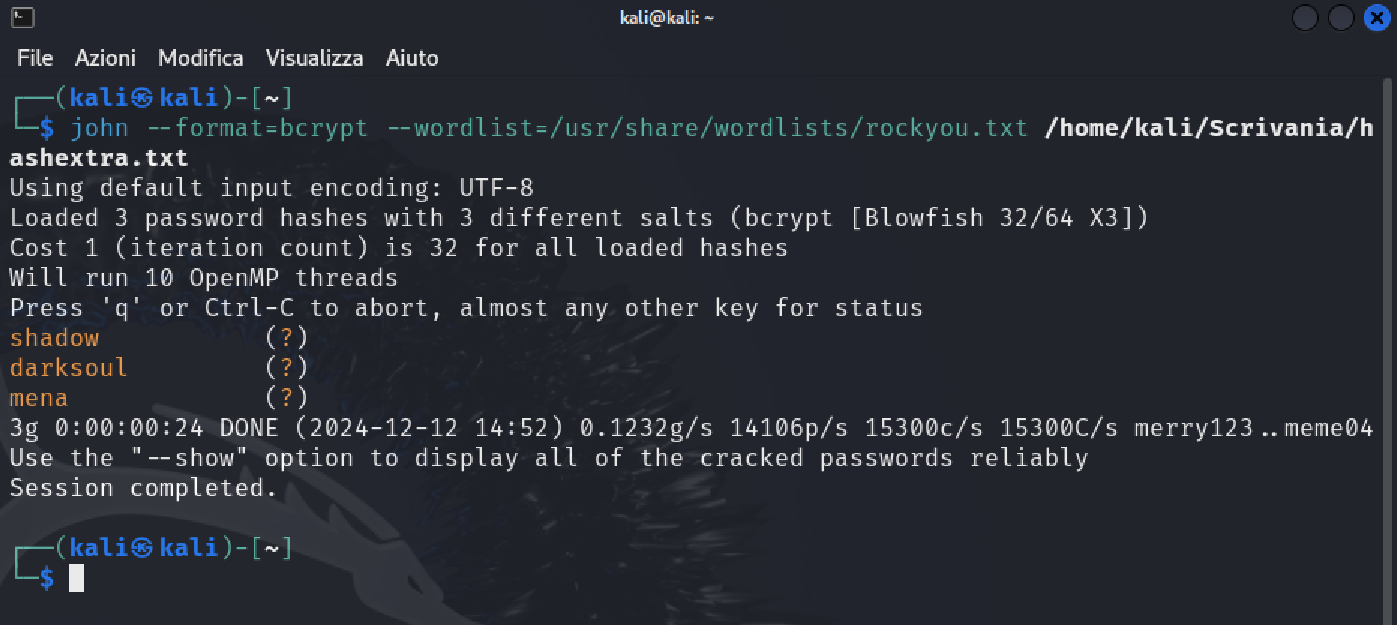 kali@kali: ~
File Azioni Modifica Visualizza Aiuto
┌──(kali㉿kali)-[~]
└─$ john --format=bcrypt --wordlist=/usr/share/wordlists/rockyou.txt /home/kali/Scrivania/h
ashextra.txt
Using default input encoding: UTF-8
Loaded 3 password hashes with 3 different salts (bcrypt [Blowfish 32/64 X3])
Cost 1 (iteration count) is 32 for all loaded hashes
Will run 10 OpenMP threads
Press 'q' or Ctrl-C to abort, almost any other key for status
shadow           (?)
darksoul         (?)
mena             (?)
3g 0:00:00:24 DONE (2024-12-12 14:52) 0.1232g/s 14106p/s 15300c/s 15300C/s merry123..meme04
Use the "--show" option to display all of the cracked passwords reliably
Session completed.
┌──(kali㉿kali)-[~]
└─$